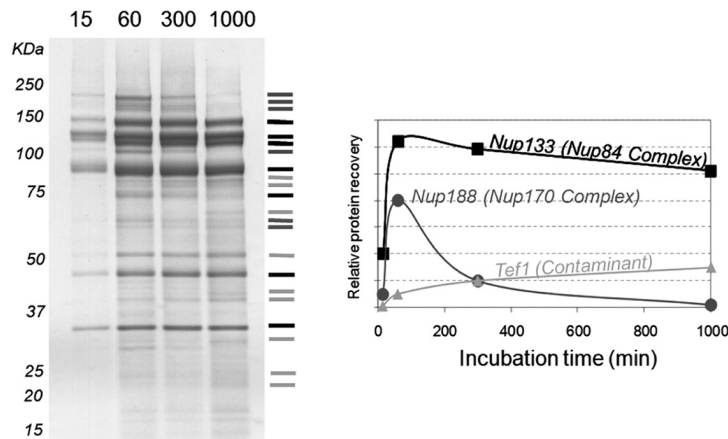 15 60 300 1000
KDa
250
150
100
75
50
37
25
20
15
Nup133 (Nup84 Complex)
Nup188 (Nup170 Complex)
Tef1 (Contaminant)
Relative protein recovery
0 200 400 600 800 1000
Incubation time (min)